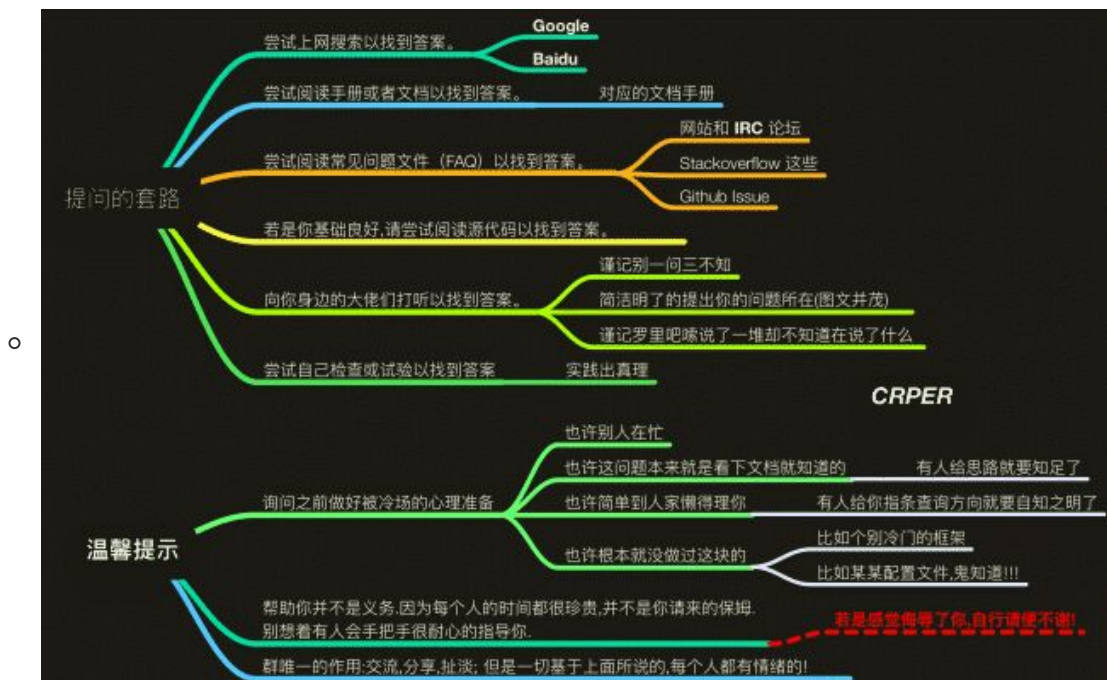 尝试上网搜索以找到答案。
Google
Baidu
尝试阅读手册或者文档以找到答案。
对应的文档手册
尝试阅读常见问题文件（FAQ）以找到答案。
网站和 IRC 论坛
Stackoverflow 这些
Github Issue
提问的套路
若是你基础良好,请尝试阅读源代码以找到答案。
向你身边的大佬们打听以找到答案。
谨记别一问三不知
简洁明了的提出你的问题所在(图文并茂)
谨记罗里吧嗦说了一堆却不知道在说了什么
尝试自己检查或试验以找到答案
实践出真理
CRPER
温馨提示
询问之前做好被冷场的心理准备
也许别人在忙
也许这问题本来就是看下文档就知道的
有人给思路就要知足了
也许简单到人家懒得理你
有人给你指条查询方向就要自知之明了
也许根本就没做过这块的
比如个别冷门的框架
比如某某配置文件,鬼知道!!!
帮助你并不是义务.因为每个人的时间都很珍贵,并不是你请来的保姆.
别想着有人会手把手很耐心的指导你.
若是感觉侮辱了你,自行请便不谢!
群唯一的作用:交流,分享,扯淡; 但是一切基于上面所说的,每个人都有情绪的!